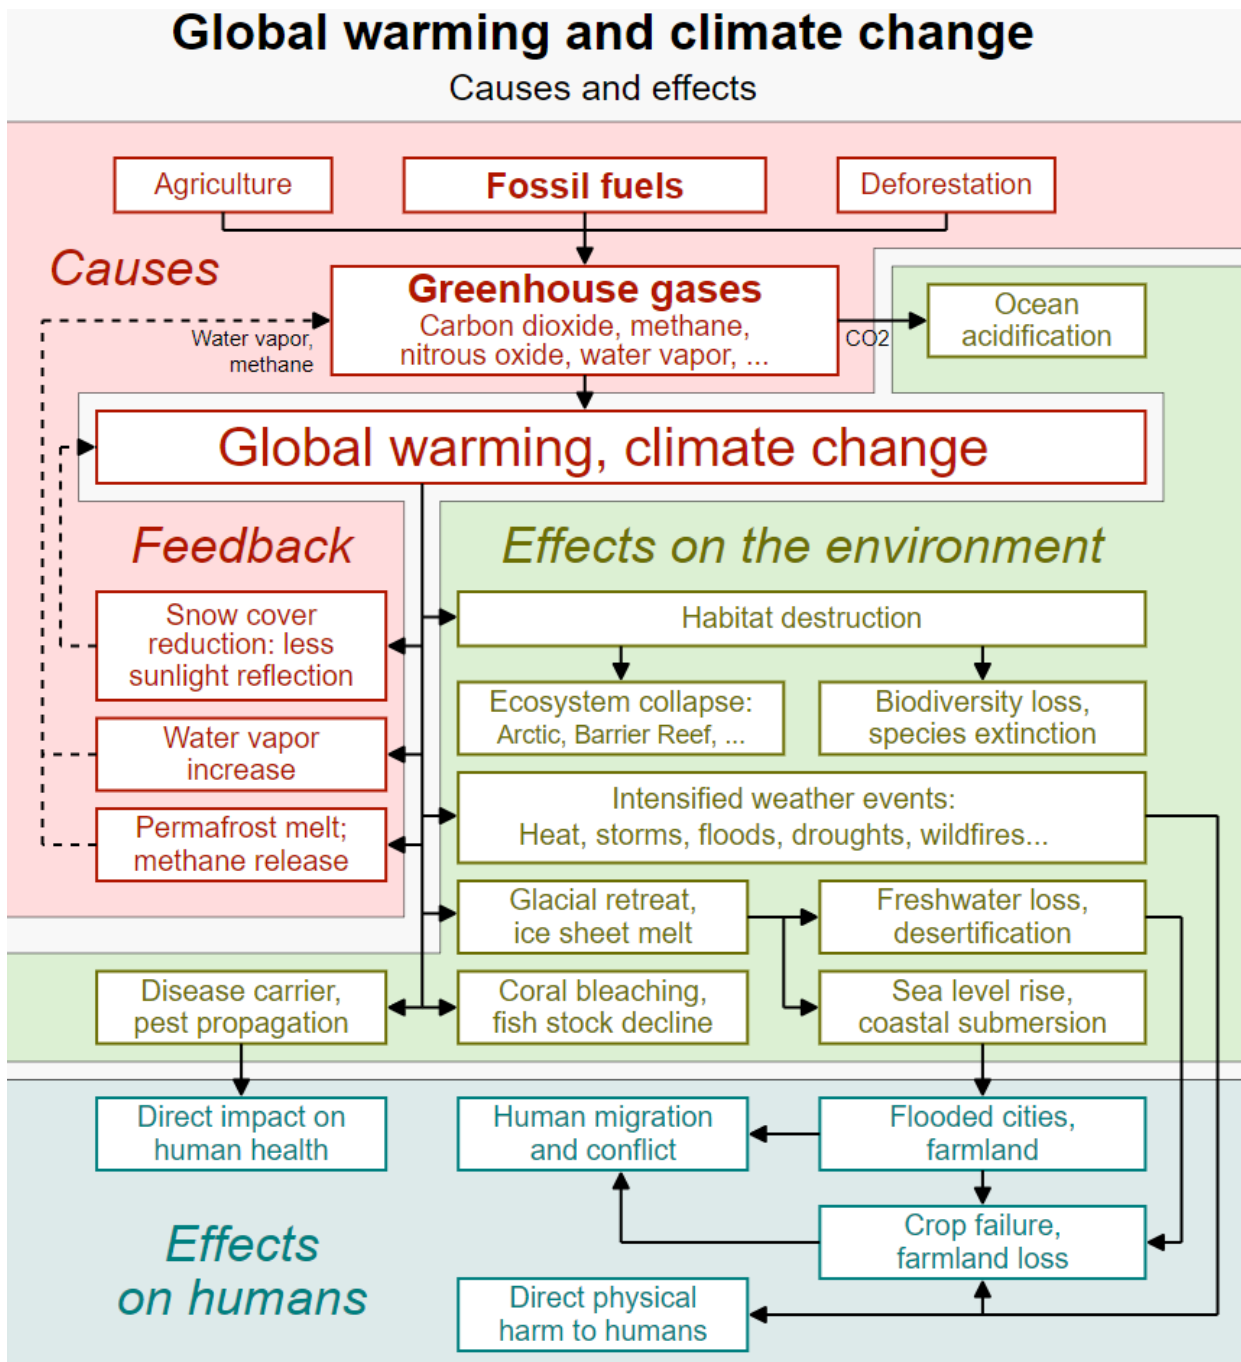 Global warming and climate change
Causes and effects
Agriculture
Fossil fuels
Deforestation
Causes
Greenhouse gases
Carbon dioxide, methane,
nitrous oxide, water vapor, ...
Water vapor,
methane
CO2
Ocean
acidification
Global warming, climate change
Feedback
Effects on the environment
Snow cover
reduction: less
sunlight reflection
Habitat destruction
Ecosystem collapse:
Arctic, Barrier Reef, ...
Biodiversity loss,
species extinction
Water vapor
increase
Intensified weather events:
Heat, storms, floods, droughts, wildfires...
Permafrost melt;
methane release
Glacial retreat,
ice sheet melt
Freshwater loss,
desertification
Disease carrier,
pest propagation
Coral bleaching,
fish stock decline
Sea level rise,
coastal submersion
Direct impact on
human health
Human migration
and conflict
Flooded cities,
farmland
Effects
on humans
Crop failure,
farmland loss
Direct physical
harm to humans